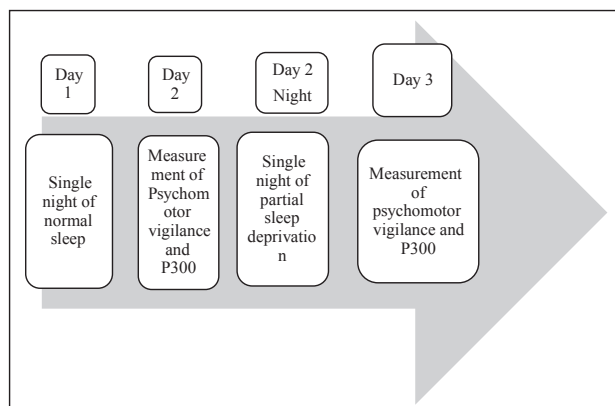 Day
1
Day
2
Day 2
Night
Day 3
Single
night of
normal
sleep
Measure
ment of
Psychom
otor
vigilance
and
P300
Single
night of
partial
sleep
deprivatio
n
Measurement
of
psychomotor
vigilance and
P300